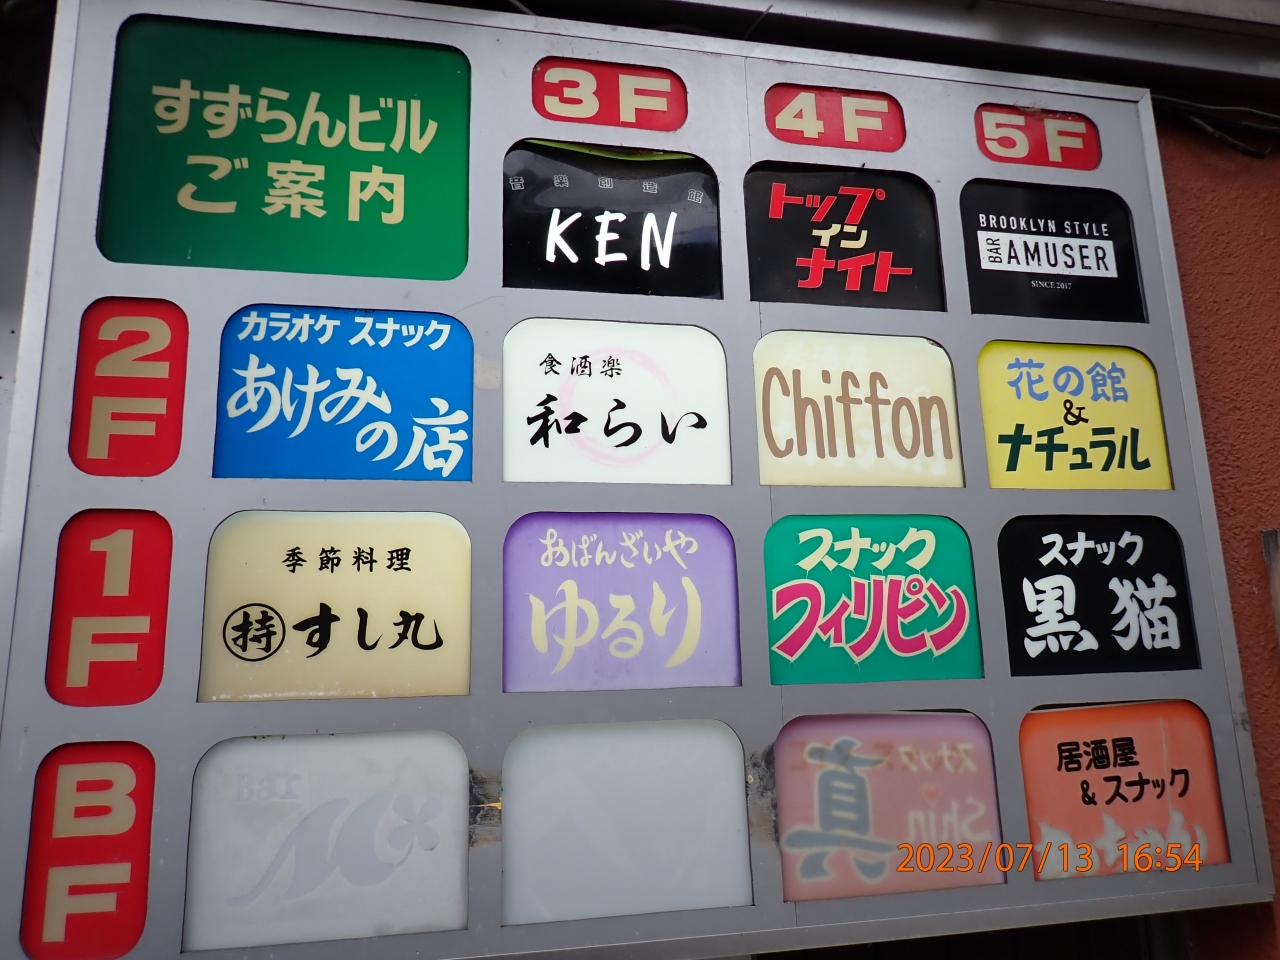 すずらんビル
ご案内
3F
音楽創造館
KEN
4F
トップ
イン
ナイト
5F
BROOKLYN STYLE
BAR AMUSER
SINCE 2017
2F
カラオケ スナック
あけみの店
食酒楽
和らい
Chiffon
花の館
&
ナチュラル
1F
季節料理
持 すし丸
おばんざいや
ゆるり
スナック
フィリピン
スナック
黒猫
BF
Bar
M
スナック
真
Shin
居酒屋
&スナック
2023/07/13 16:54